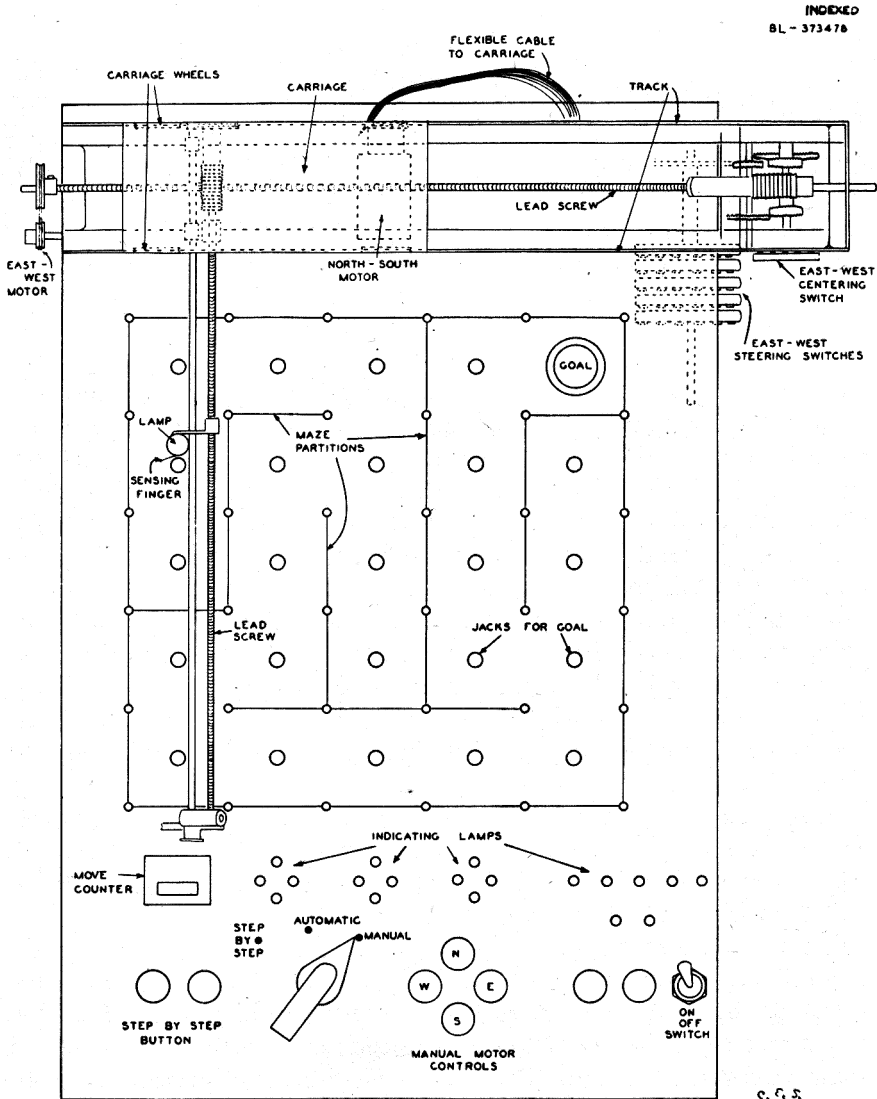 INDEXED
BL - 373478
FLEXIBLE CABLE
TO CARRIAGE
CARRIAGE WHEELS
CARRIAGE
TRACK
LEAD SCREW
EAST -
WEST
MOTOR
NORTH - SOUTH
MOTOR
EAST - WEST
CENTERING
SWITCH
EAST - WEST
STEERING SWITCHES
GOAL
LAMP
MAZE
PARTITIONS
SENSING
FINGER
LEAD
SCREW
JACKS FOR GOAL
INDICATING LAMPS
MOVE
COUNTER
STEP
BY
STEP
AUTOMATIC
MANUAL
N
W
E
S
STEP BY STEP
BUTTON
MANUAL MOTOR
CONTROLS
ON
OFF
SWITCH